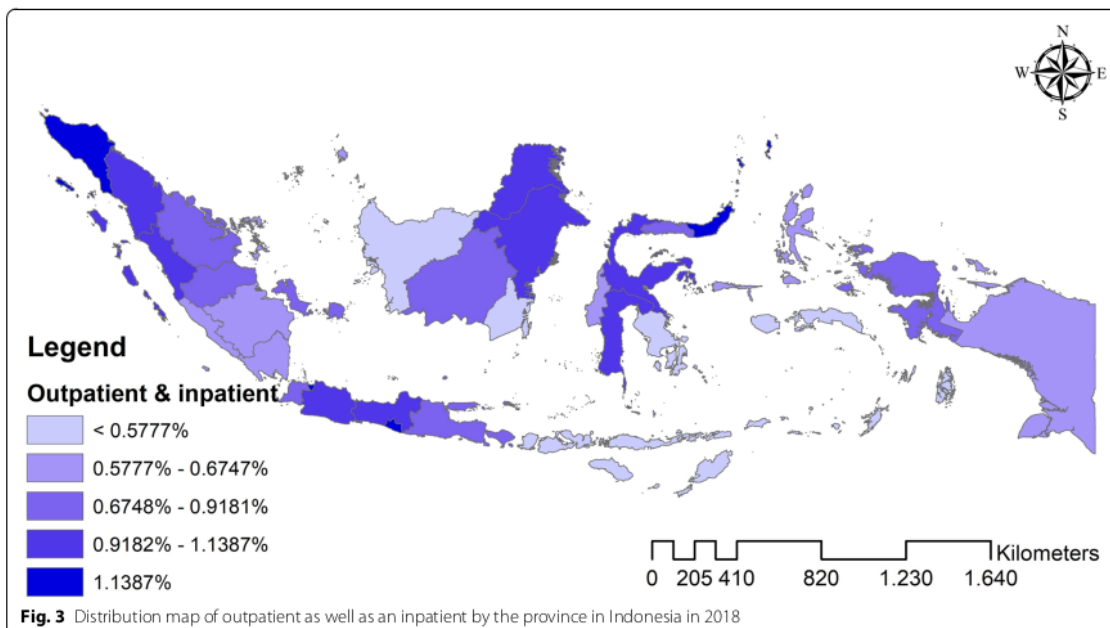 N
W E
S
Legend
Outpatient & inpatient
< 0.5777%
0.5777% - 0.6747%
0.6748% - 0.9181%
0.9182% - 1.1387%
1.1387%
Kilometers
0 205 410 820 1.230 1.640
Fig. 3 Distribution map of outpatient as well as an inpatient by the province in Indonesia in 2018